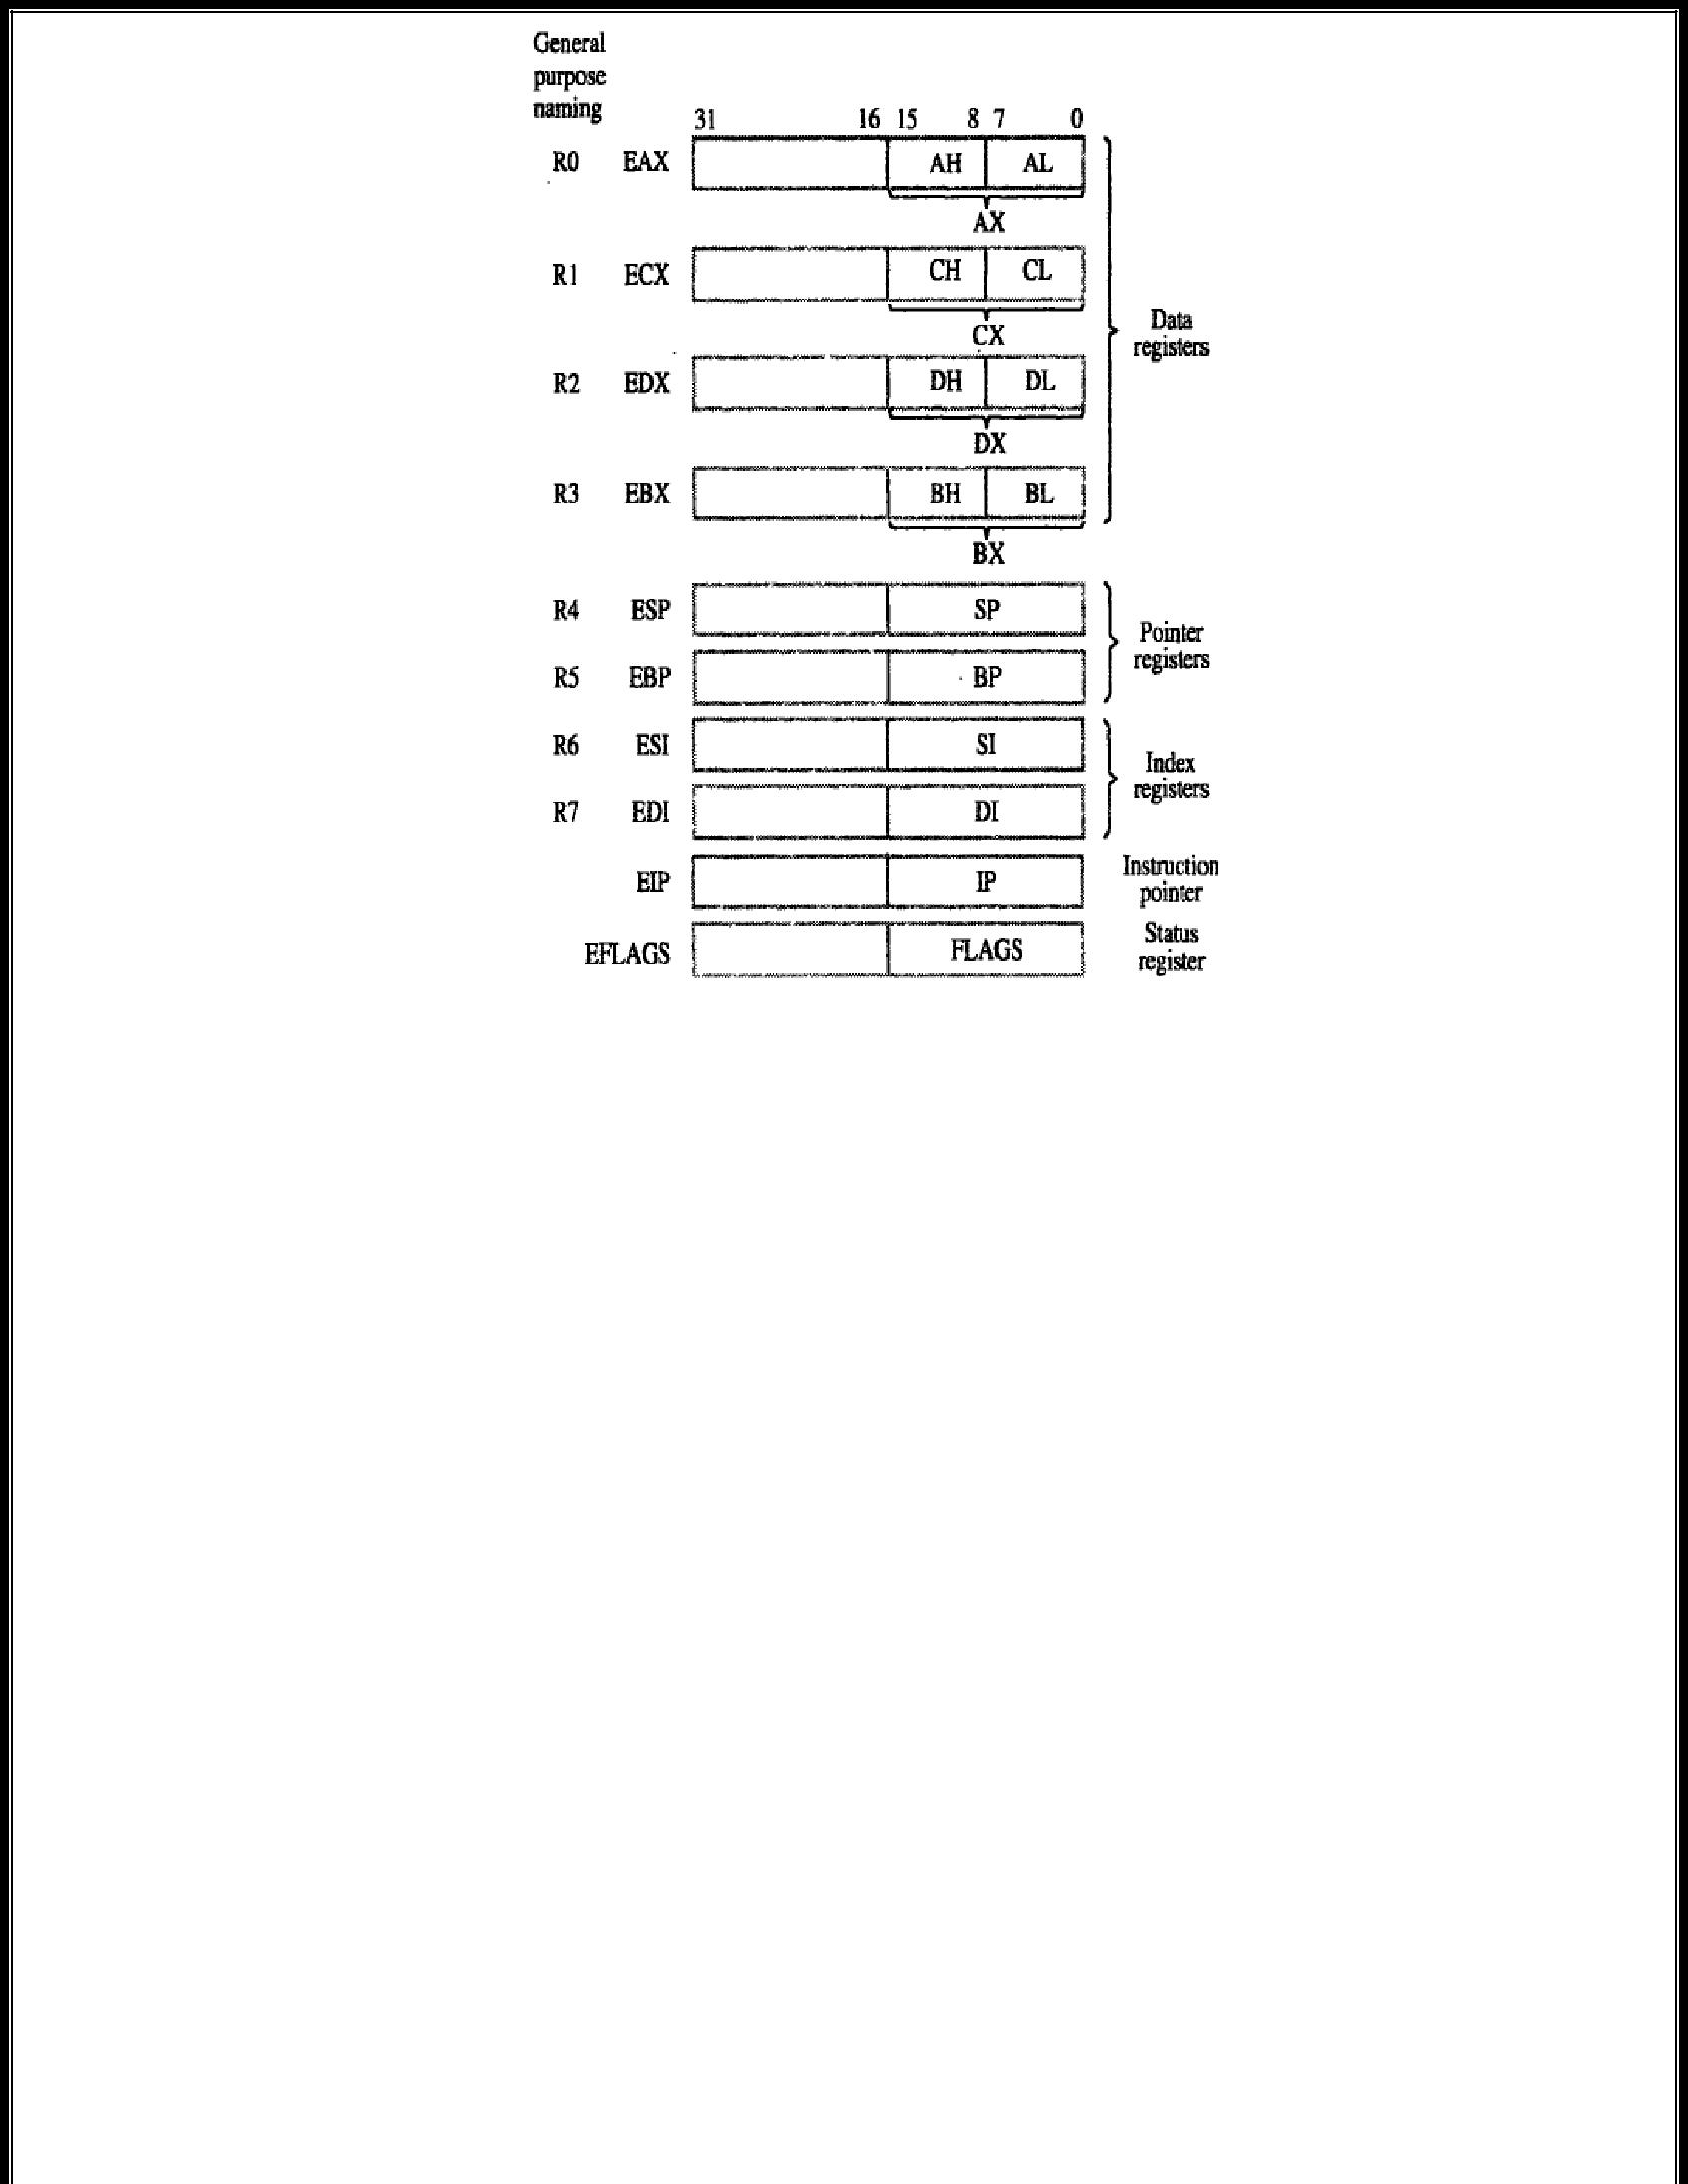 General
purpose
naming
31 16 15 8 7 0
R0 EAX AH AL
AX
R1 ECX CH CL
CX
Data
registers
R2 EDX DH DL
DX
R3 EBX BH BL
BX
R4 ESP SP
Pointer
registers
R5 EBP BP
R6 ESI SI
Index
registers
R7 EDI DI
EIP IP
Instruction
pointer
EFLAGS FLAGS
Status
register